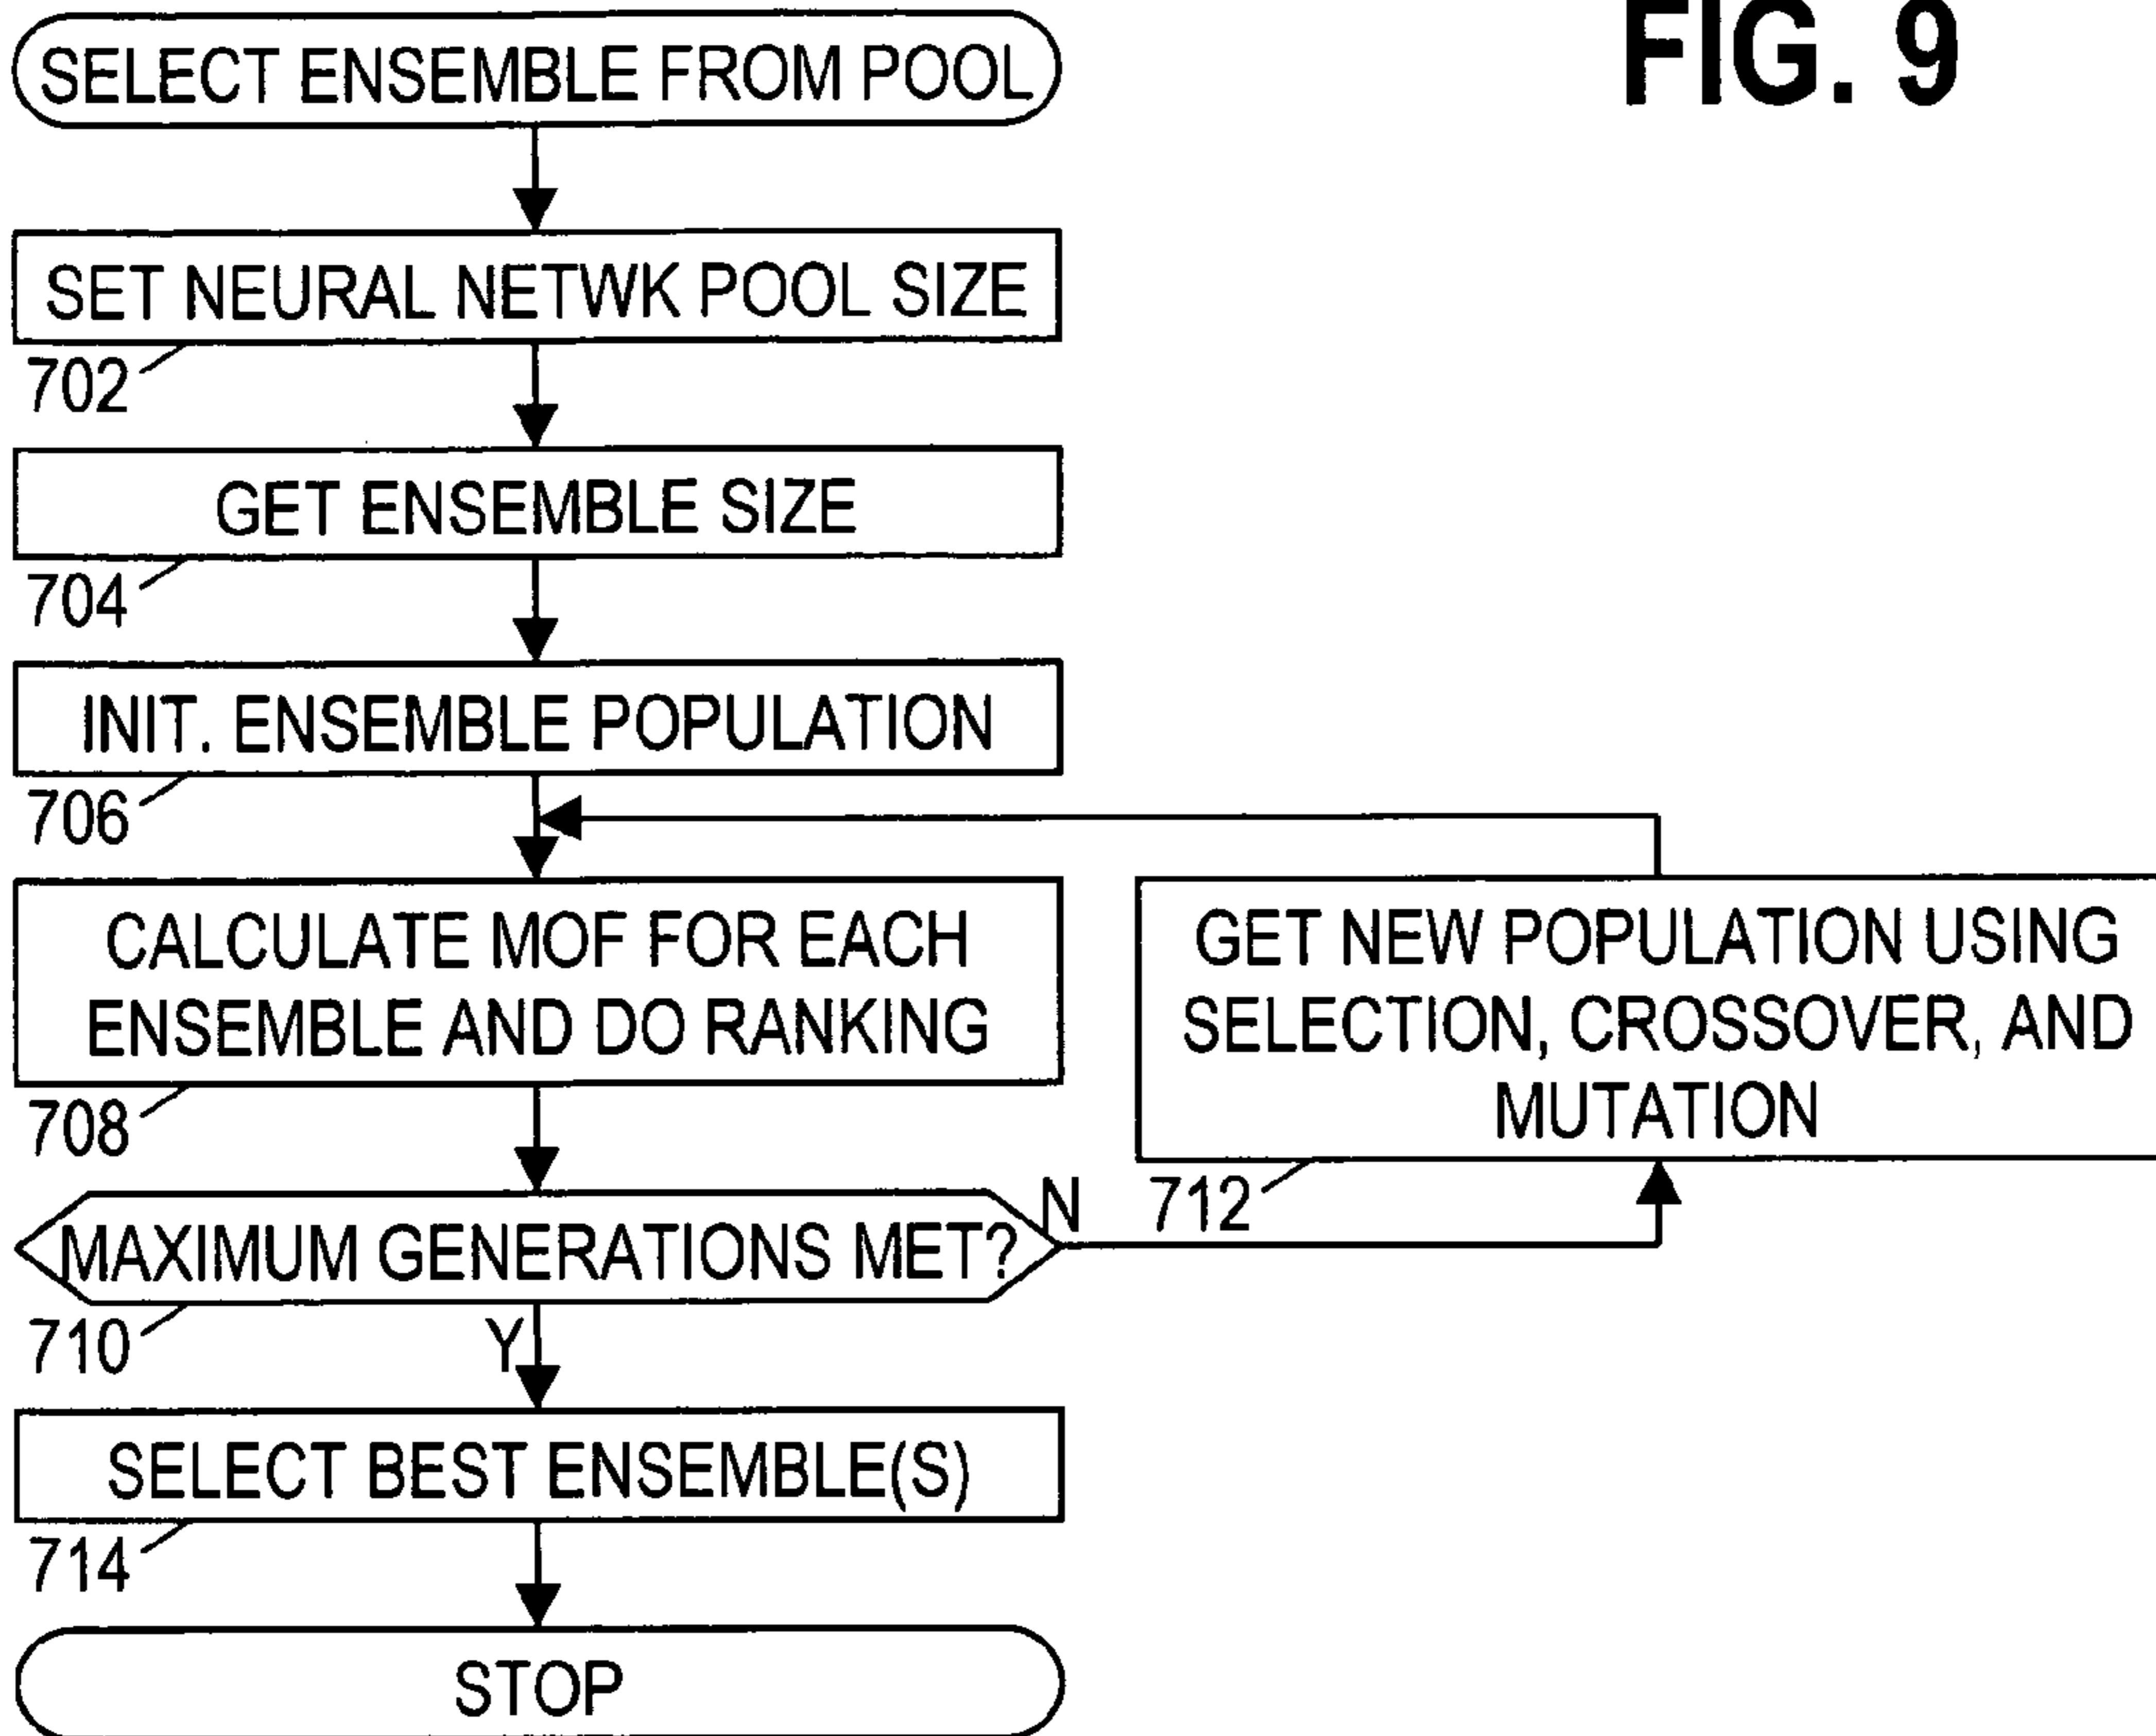 FIG. 9
SELECT ENSEMBLE FROM POOL
SET NEURAL NETWK POOL SIZE
702
GET ENSEMBLE SIZE
704
INIT. ENSEMBLE POPULATION
706
CALCULATE MOF FOR EACH
ENSEMBLE AND DO RANKING
708
MAXIMUM GENERATIONS MET?
N
710
Y
GET NEW POPULATION USING
SELECTION, CROSSOVER, AND
MUTATION
712
SELECT BEST ENSEMBLE(S)
714
STOP